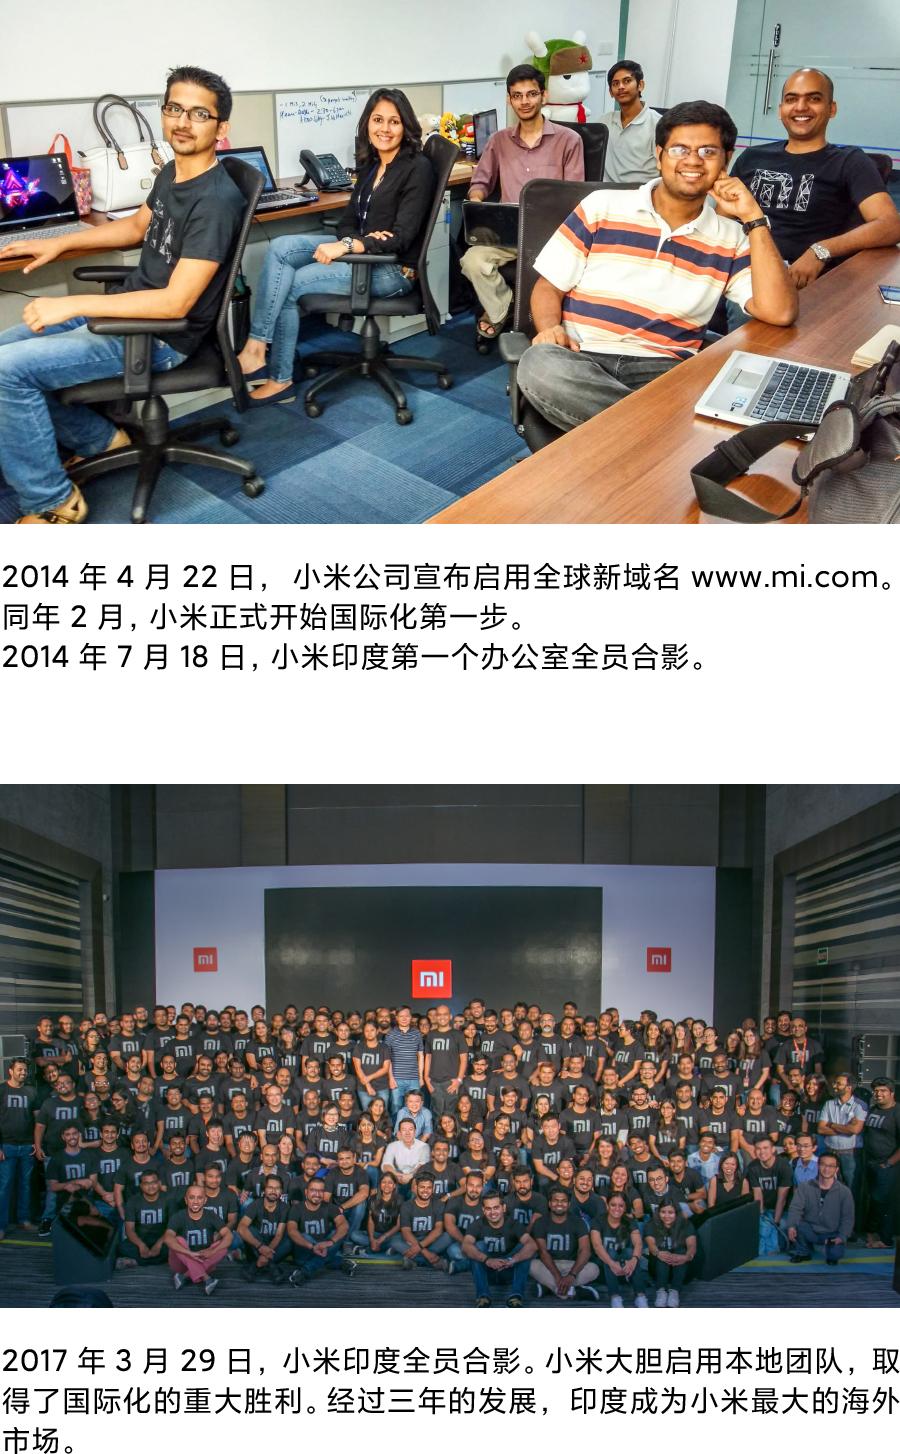 MI
2014 年 4 月 22 日， 小米公司宣布启用全球新域名 www.mi.com。
同年 2 月，小米正式开始国际化第一步。
2014 年 7 月 18 日，小米印度第一个办公室全员合影。
MI
MI
MI
2017 年 3 月 29 日，小米印度全员合影。小米大胆启用本地团队，取
得了国际化的重大胜利。经过三年的发展，印度成为小米最大的海外
市场。